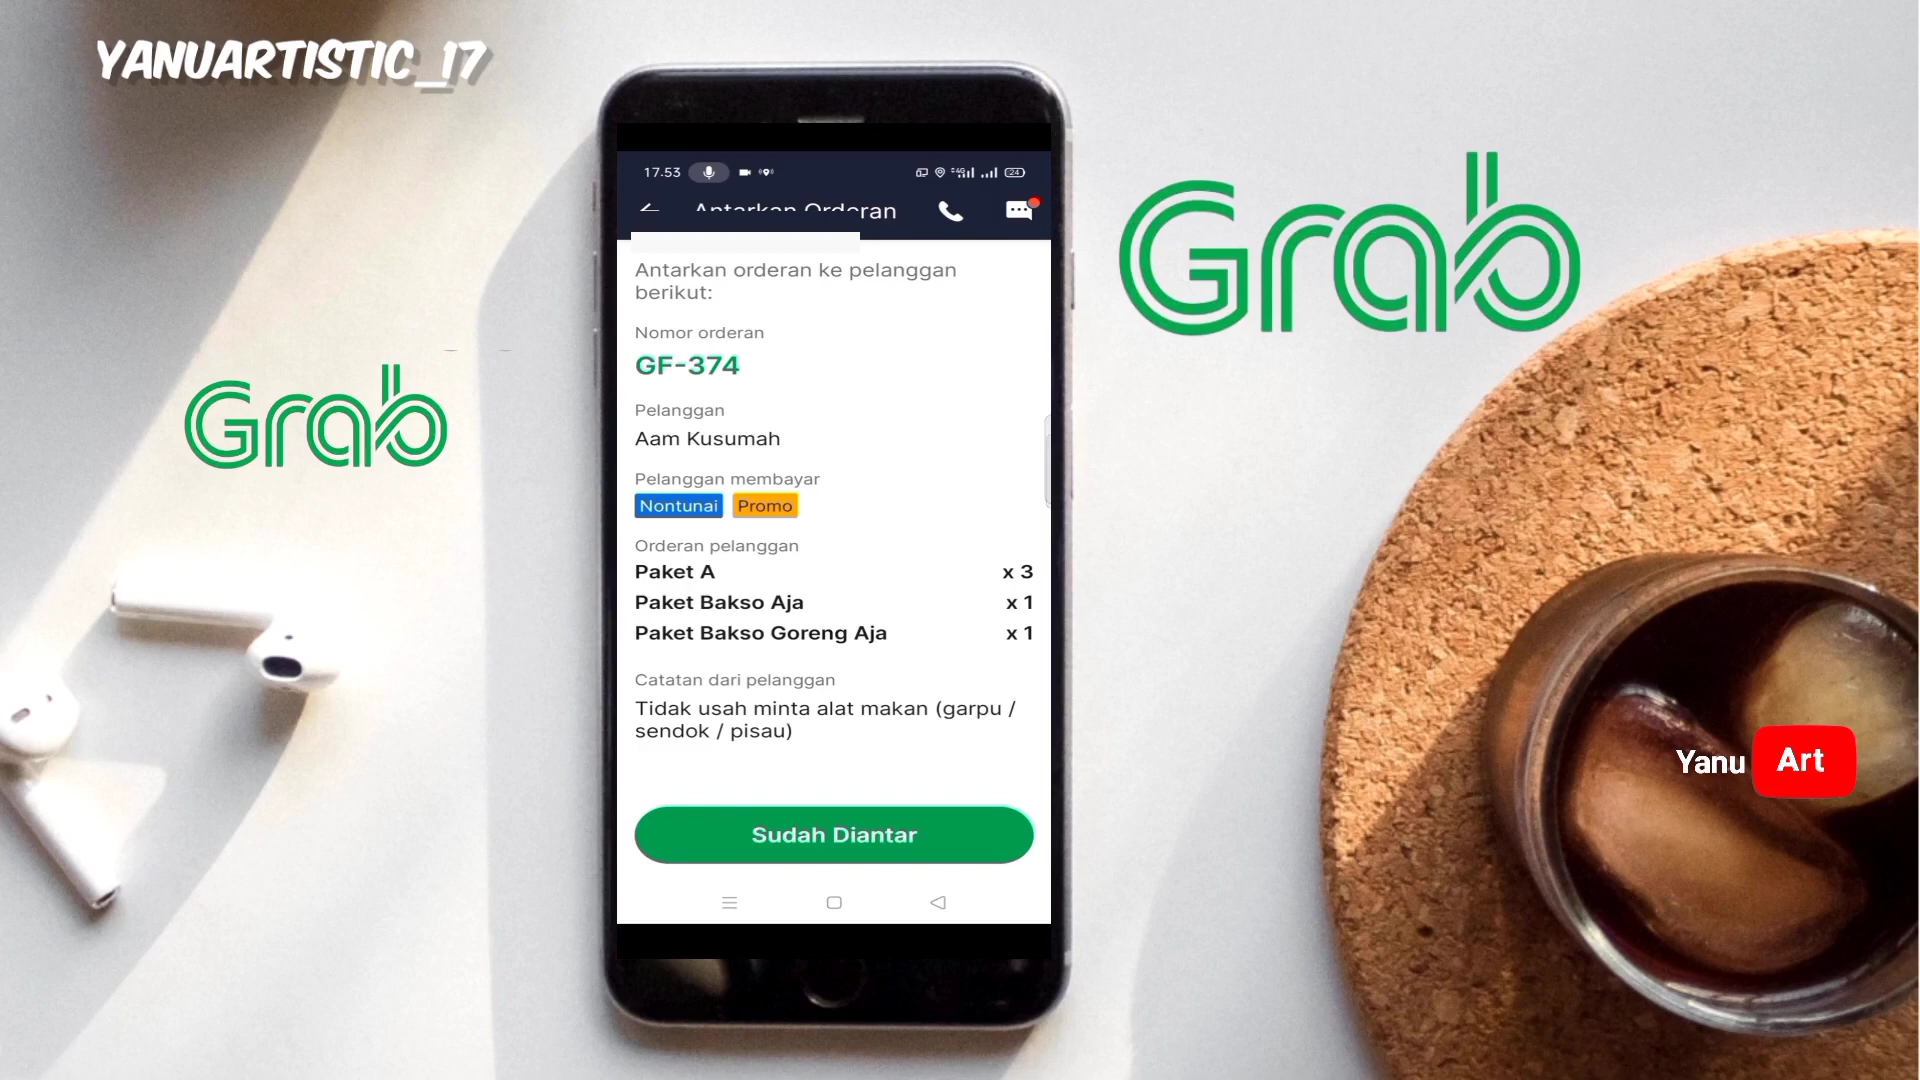 YANUARTISTIC_17
Grab
Grab
17.53
4G
24
Antarkan Orderan
Antarkan orderan ke pelanggan
berikut:
Nomor orderan
GF-374
Pelanggan
Aam Kusumah
Pelanggan membayar
Nontunai Promo
Orderan pelanggan
Paket A x 3
Paket Bakso Aja x 1
Paket Bakso Goreng Aja x 1
Catatan dari pelanggan
Tidak usah minta alat makan (garpu /
sendok / pisau)
Sudah Diantar
Yanu Art